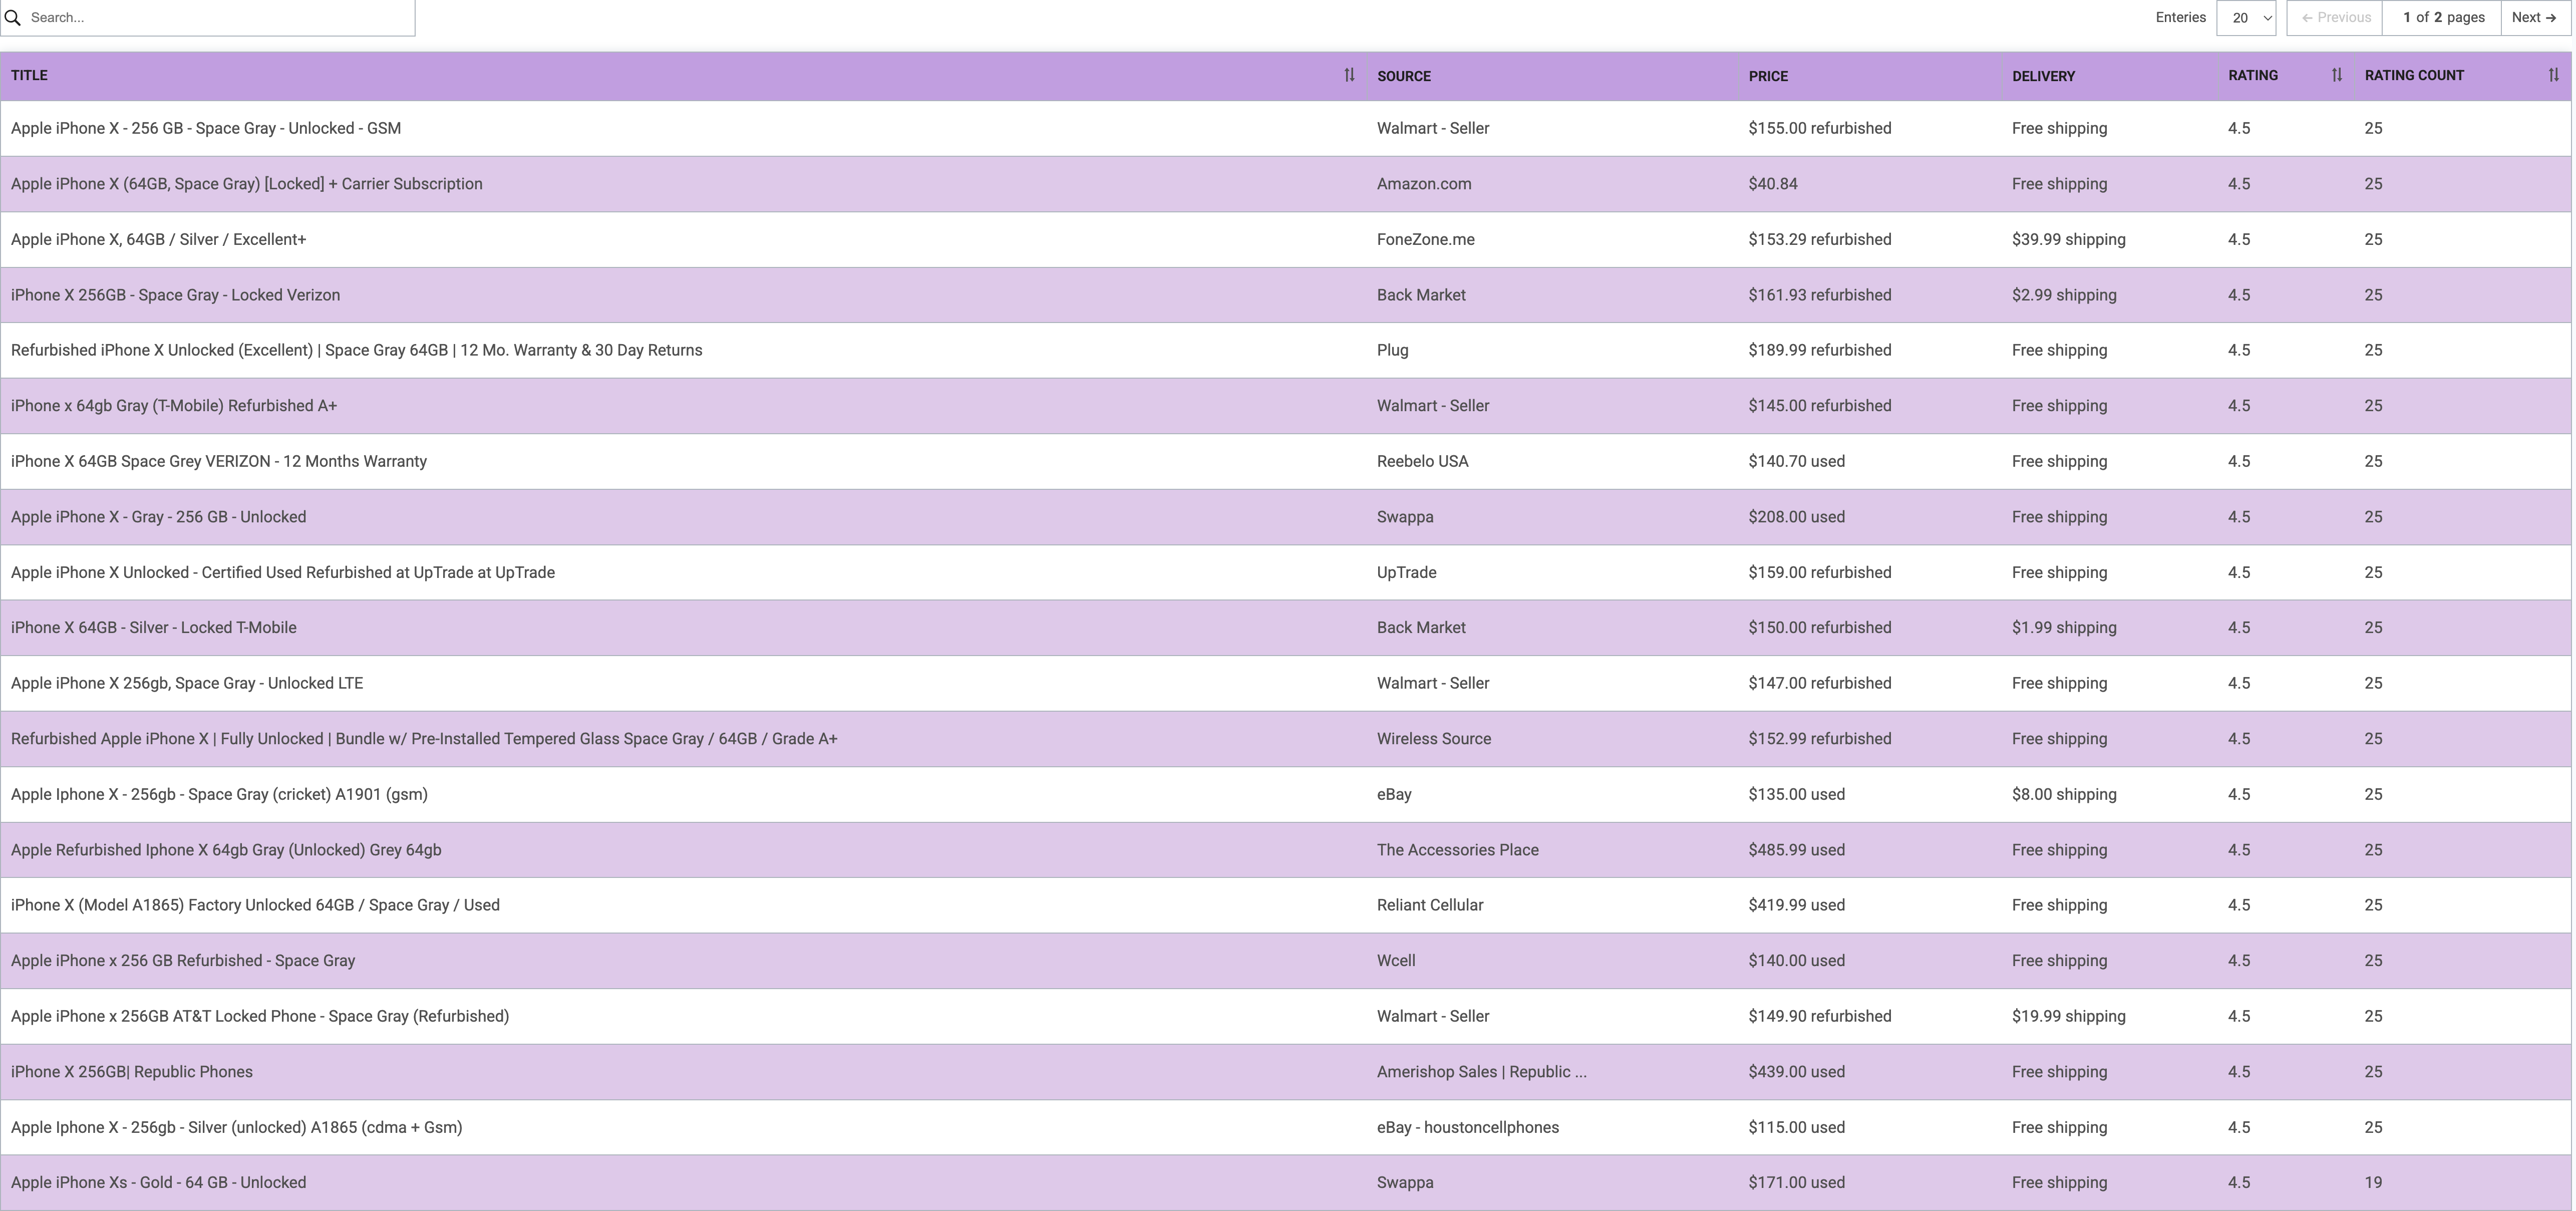 Search...
Enteries 20 ← Previous 1 of 2 pages Next →
TITLE SOURCE PRICE DELIVERY RATING RATING COUNT
Apple iPhone X - 256 GB - Space Gray - Unlocked - GSM Walmart - Seller $155.00 refurbished Free shipping 4.5 25
Apple iPhone X (64GB, Space Gray) [Locked] + Carrier Subscription Amazon.com $40.84 Free shipping 4.5 25
Apple iPhone X, 64GB / Silver / Excellent+ FoneZone.me $153.29 refurbished $39.99 shipping 4.5 25
iPhone X 256GB - Space Gray - Locked Verizon Back Market $161.93 refurbished $2.99 shipping 4.5 25
Refurbished iPhone X Unlocked (Excellent) | Space Gray 64GB | 12 Mo. Warranty & 30 Day Returns Plug $189.99 refurbished Free shipping 4.5 25
iPhone x 64gb Gray (T-Mobile) Refurbished A+ Walmart - Seller $145.00 refurbished Free shipping 4.5 25
iPhone X 64GB Space Grey VERIZON - 12 Months Warranty Reebelo USA $140.70 used Free shipping 4.5 25
Apple iPhone X - Gray - 256 GB - Unlocked Swappa $208.00 used Free shipping 4.5 25
Apple iPhone X Unlocked - Certified Used Refurbished at UpTrade at UpTrade UpTrade $159.00 refurbished Free shipping 4.5 25
iPhone X 64GB - Silver - Locked T-Mobile Back Market $150.00 refurbished $1.99 shipping 4.5 25
Apple iPhone X 256gb, Space Gray - Unlocked LTE Walmart - Seller $147.00 refurbished Free shipping 4.5 25
Refurbished Apple iPhone X | Fully Unlocked | Bundle w/ Pre-Installed Tempered Glass Space Gray / 64GB / Grade A+ Wireless Source $152.99 refurbished Free shipping 4.5 25
Apple Iphone X - 256gb - Space Gray (cricket) A1901 (gsm) eBay $135.00 used $8.00 shipping 4.5 25
Apple Refurbished Iphone X 64gb Gray (Unlocked) Grey 64gb The Accessories Place $485.99 used Free shipping 4.5 25
iPhone X (Model A1865) Factory Unlocked 64GB / Space Gray / Used Reliant Cellular $419.99 used Free shipping 4.5 25
Apple iPhone x 256 GB Refurbished - Space Gray Wcell $140.00 used Free shipping 4.5 25
Apple iPhone x 256GB AT&T Locked Phone - Space Gray (Refurbished) Walmart - Seller $149.90 refurbished $19.99 shipping 4.5 25
iPhone X 256GB| Republic Phones Amerishop Sales | Republic ... $439.00 used Free shipping 4.5 25
Apple Iphone X - 256gb - Silver (unlocked) A1865 (cdma + Gsm) eBay - houstoncellphones $115.00 used Free shipping 4.5 25
Apple iPhone Xs - Gold - 64 GB - Unlocked Swappa $171.00 used Free shipping 4.5 19